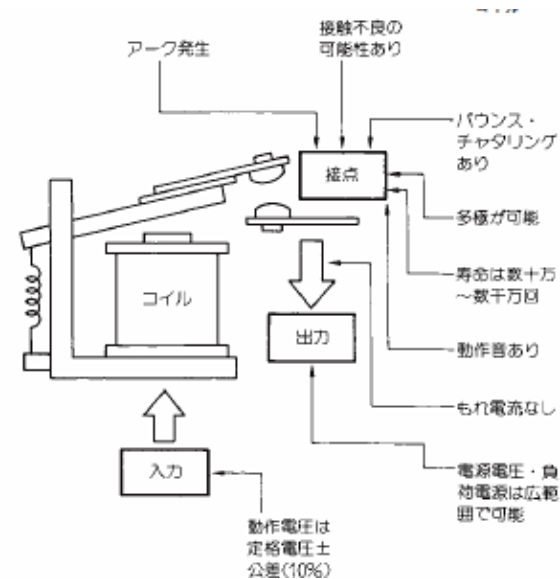 アーク発生
接触不良の
可能性あり
バウンス・
チャタリング
あり
接点
多極が可能
寿命は数十万
～数千万回
コイル
出力
動作音あり
もれ電流なし
入力
電源電圧・負
荷電源は広範
囲で可能
動作電圧は
定格電圧±
公差(10%)